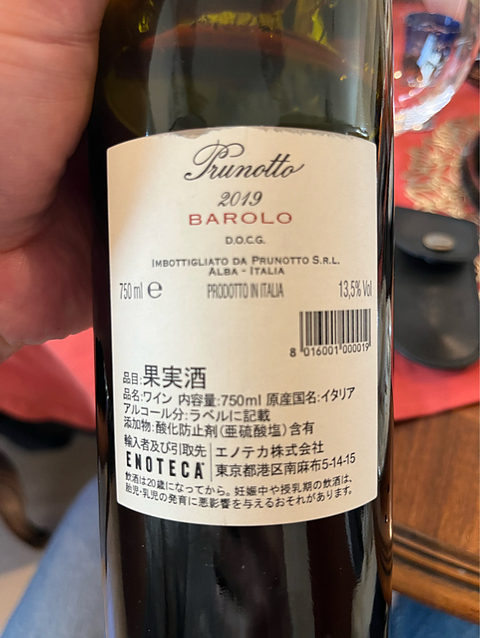 Prunotto
2019
BAROLO
D.O.C.G.
IMBOTTIGLIATO DA PRUNOTTO S.R.L.
ALBA - ITALIA
750 ml e PRODOTTO IN ITALIA 13,5% Vol
8 016001 000019
品目:果実酒
品名:ワイン 内容量:750ml 原産国名:イタリア
アルコール分:ラベルに記載
添加物:酸化防止剤(亜硫酸塩)含有
輸入者及び引取先 エノテカ株式会社
ENOTECA 東京都港区南麻布5-14-15
飲酒は20歳になってから。妊娠中や授乳期の飲酒は、
胎児・乳児の発育に悪影響を与えるおそれがあります。